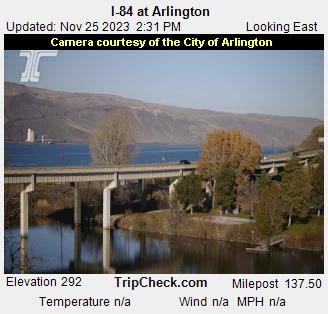 I-84 at Arlington
Updated: Nov 25 2023 2:31 PM Looking East
Camera courtesy of the City of Arlington
Elevation 292 TripCheck.com Milepost 137.50
Temperature n/a Wind n/a MPH n/a